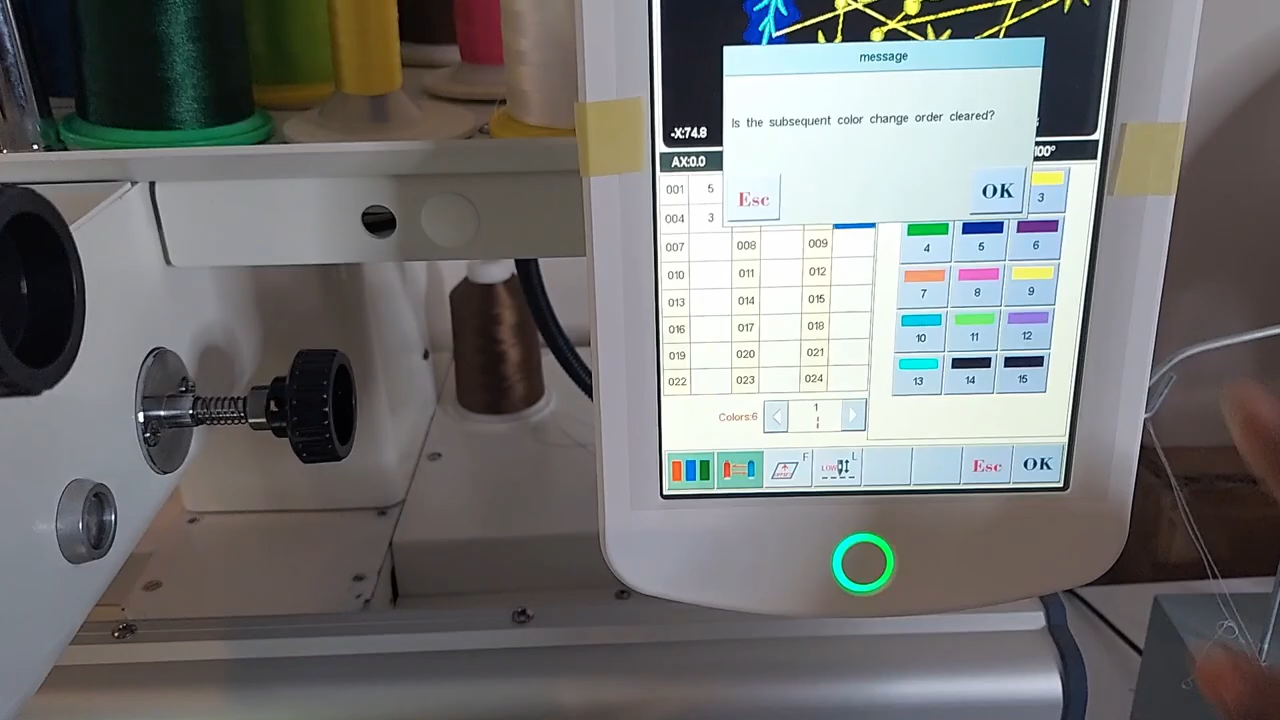 message
Is the subsequent color change order cleared?
Esc OK
-X:74.8
AX:0.0 100°
001 5
004 3
007 008 009
010 011 012
013 014 015
016 017 018
019 020 021
022 023 024
3
4 5 6
7 8 9
10 11 12
13 14 15
Colors:6 1
F L
LOW
Esc OK